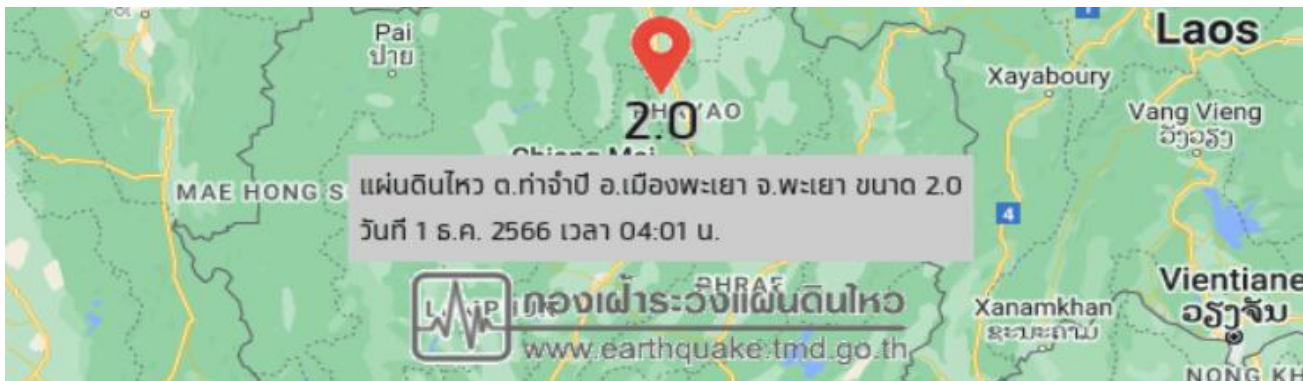 Pai
ปาย
Laos
Xayaboury
Vang Vieng
ວັງວຽງ
2.0
แผ่นดินไหว ต.ท่าจำปี อ.เมืองพะเยา จ.พะเยา ขนาด 2.0
วันที่ 1 ธ.ค. 2566 เวลา 04:01 น.
MAE HONG S
4
กองเฝ้าระวังแผ่นดินไหว
www.earthquake.tmd.go.th
Xanamkhan
ຊະນະຄາມ
Vientiane
ວຽງຈັນ
NONG KH